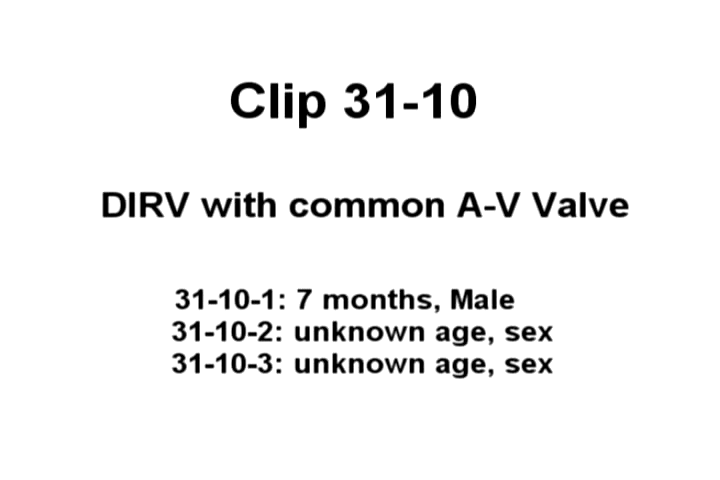 Clip 31-10
DIRV with common A-V Valve
31-10-1: 7 months, Male
31-10-2: unknown age, sex
31-10-3: unknown age, sex